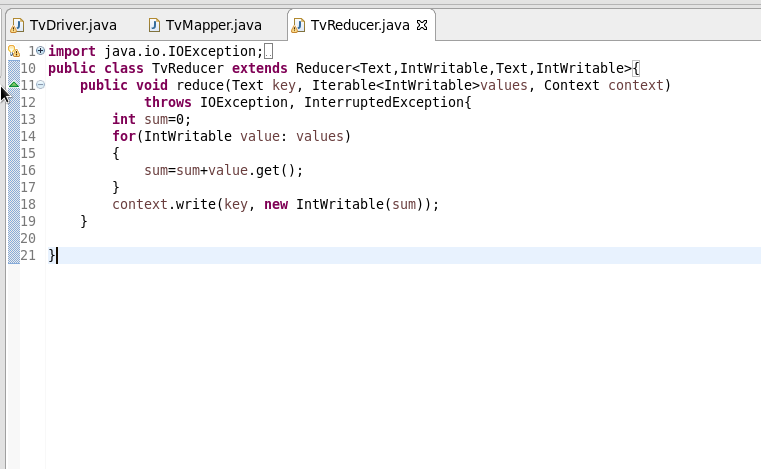 TvDriver.java TvMapper.java TvReducer.java
1 import java.io.IOException;
10 public class TvReducer extends Reducer<Text,IntWritable,Text,IntWritable>{
11 public void reduce(Text key, Iterable<IntWritable>values, Context context)
12 throws IOException, InterruptedException{
13 int sum=0;
14 for(IntWritable value: values)
15 {
16 sum=sum+value.get();
17 }
18 context.write(key, new IntWritable(sum));
19 }
20
21 }